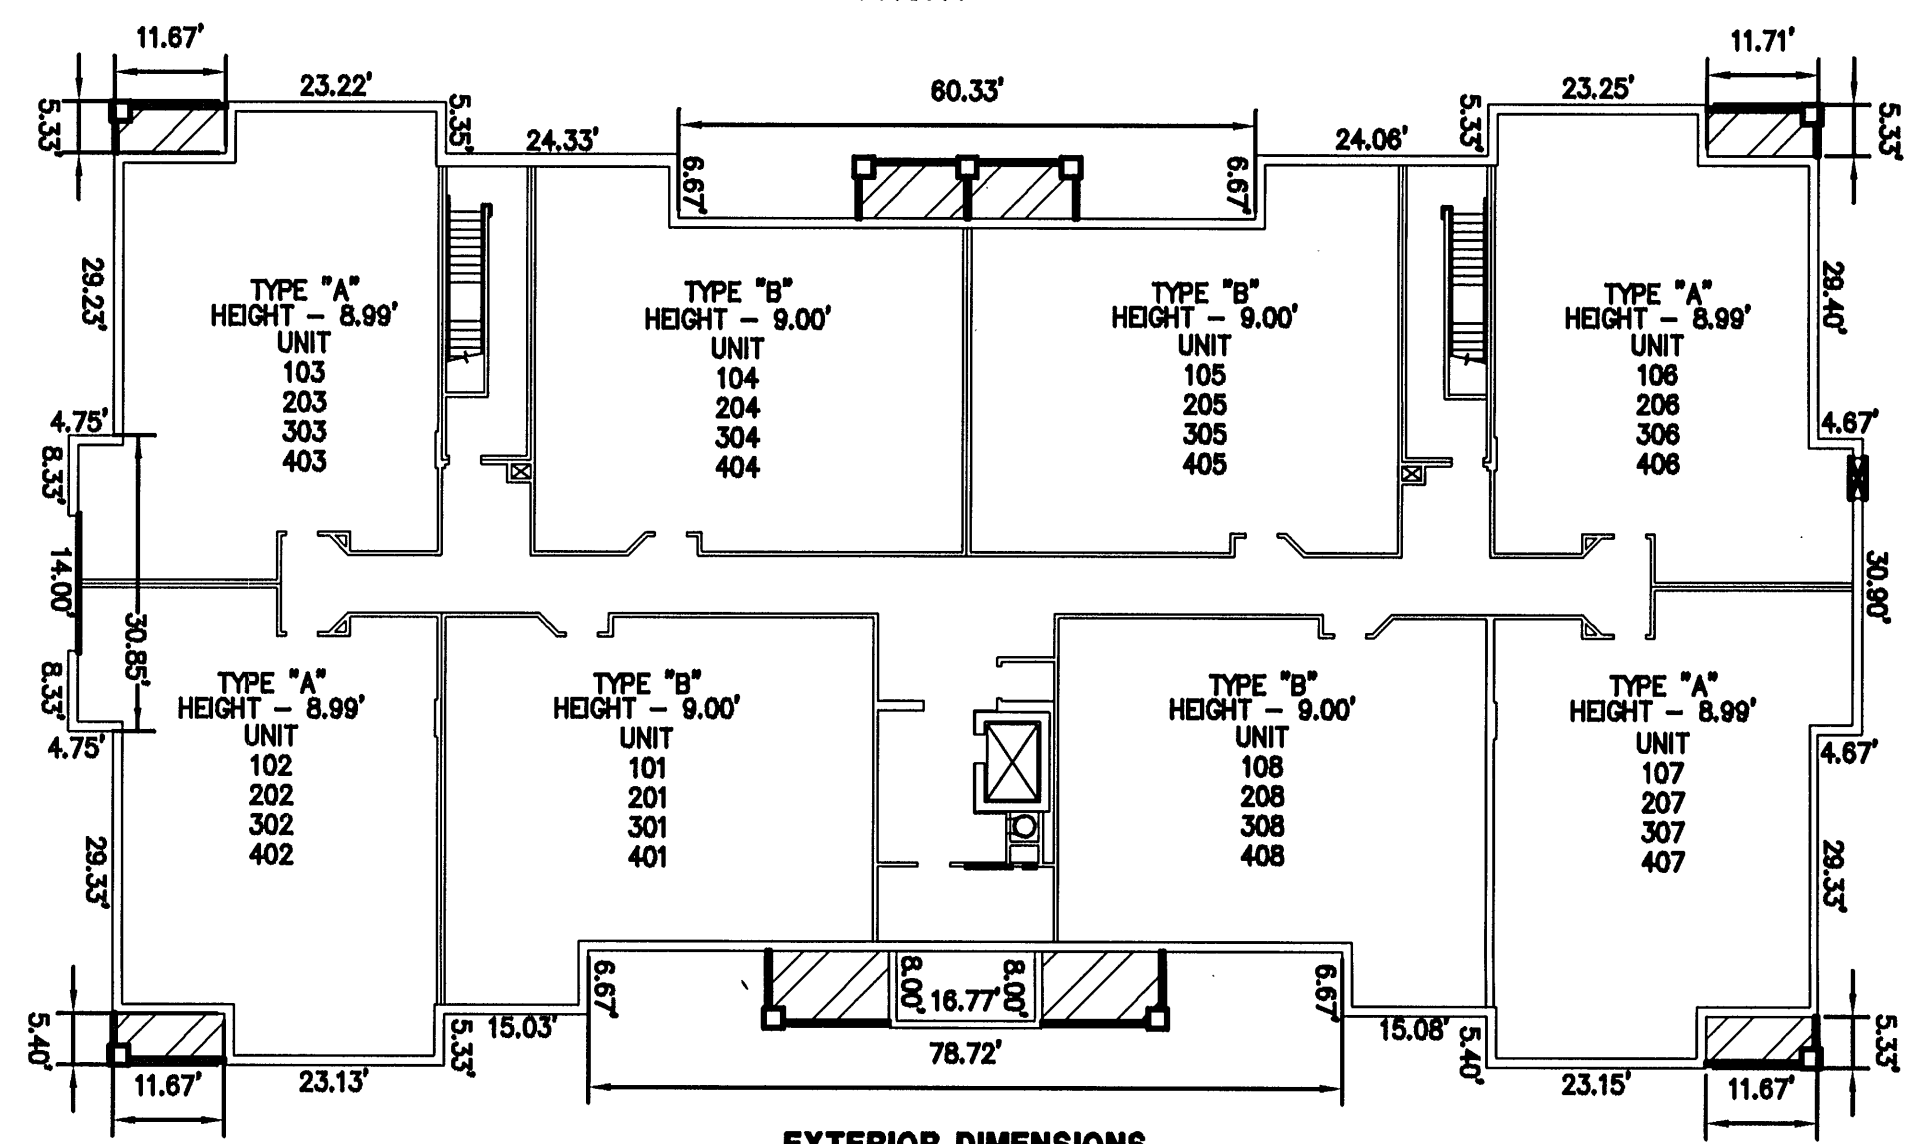 11.67'
11.71'
23.22'
60.33'
23.25'
5.33'
5.35'
24.33'
6.67'
6.67'
24.06'
5.33'
5.33'
29.23'
TYPE "A"
HEIGHT - 8.99'
UNIT
103
203
303
403
TYPE "B"
HEIGHT - 9.00'
UNIT
104
204
304
404
TYPE "B"
HEIGHT - 9.00'
UNIT
105
205
305
405
TYPE "A"
HEIGHT - 8.99'
UNIT
106
206
306
406
29.40'
4.75'
8.33'
14.00'
30.85'
8.33'
4.75'
4.67'
30.90'
4.67'
TYPE "A"
HEIGHT - 8.99'
UNIT
102
202
302
402
TYPE "B"
HEIGHT - 9.00'
UNIT
101
201
301
401
TYPE "B"
HEIGHT - 9.00'
UNIT
108
208
308
408
TYPE "A"
HEIGHT - 8.99'
UNIT
107
207
307
407
29.33'
29.33'
5.40'
11.67'
23.13'
5.33'
15.03'
6.67'
8.00'
16.77'
8.00'
78.72'
6.67'
15.08'
5.40'
23.15'
11.67'
5.33'
EXTERIOR DIMENSIONS